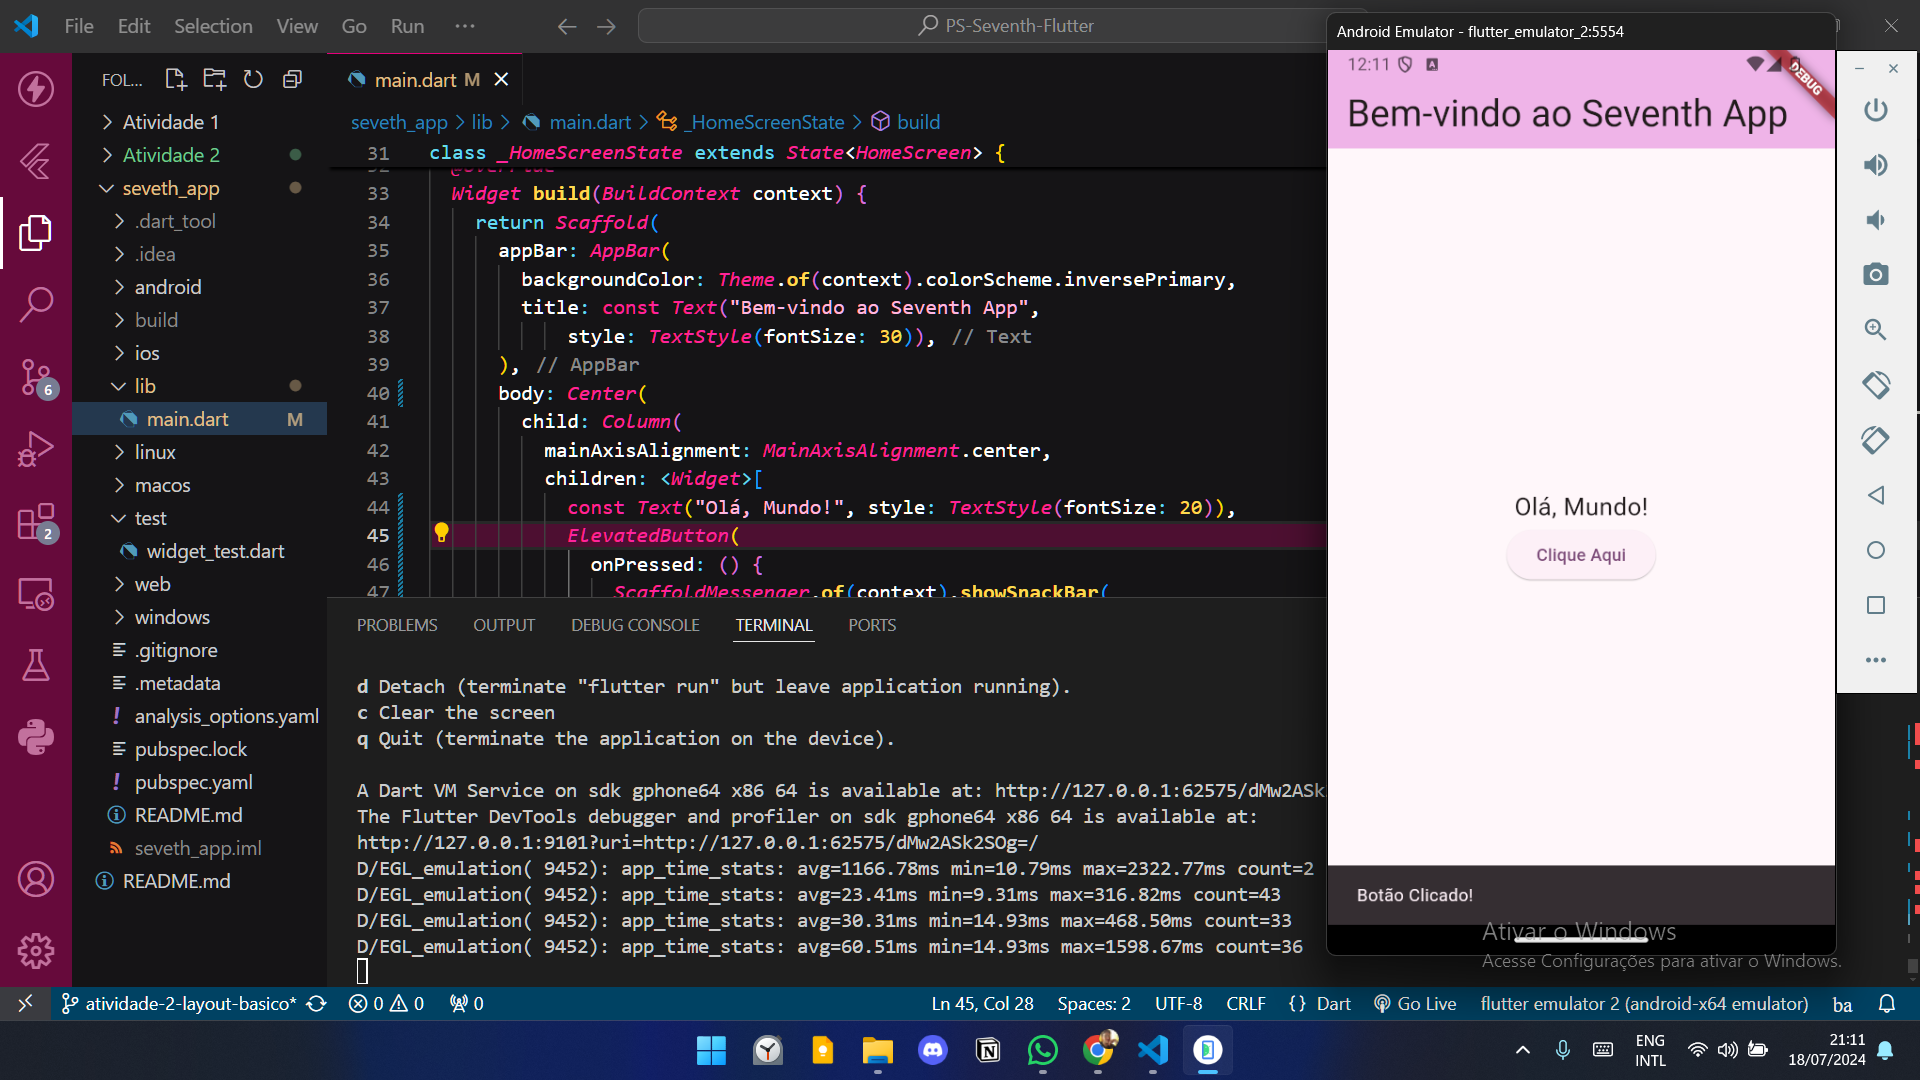 File Edit Selection View Go Run ···
PS-Seventh-Flutter
FOL...
Atividade 1
Atividade 2
seveth_app
.dart_tool
.idea
android
build
ios
lib
main.dart M
linux
macos
test
widget_test.dart
web
windows
.gitignore
.metadata
analysis_options.yaml
pubspec.lock
pubspec.yaml
README.md
seveth_app.iml
README.md
6
2
main.dart M
seveth_app > lib > main.dart > _HomeScreenState > build
31 class _HomeScreenState extends State<HomeScreen> {
32 @override
33 Widget build(BuildContext context) {
34 return Scaffold(
35 appBar: AppBar(
36 backgroundColor: Theme.of(context).colorScheme.inversePrimary,
37 title: const Text("Bem-vindo ao Seventh App",
38 style: TextStyle(fontSize: 30)), // Text
39 ), // AppBar
40 body: Center(
41 child: Column(
42 mainAxisAlignment: MainAxisAlignment.center,
43 children: <Widget>[
44 const Text("Olá, Mundo!", style: TextStyle(fontSize: 20)),
45 ElevatedButton(
46 onPressed: () {
47 ScaffoldMessenger.of(context).showSnackBar(
PROBLEMS OUTPUT DEBUG CONSOLE TERMINAL PORTS
d Detach (terminate "flutter run" but leave application running).
c Clear the screen
q Quit (terminate the application on the device).
A Dart VM Service on sdk gphone64 x86 64 is available at: http://127.0.0.1:62575/dMw2ASk
The Flutter DevTools debugger and profiler on sdk gphone64 x86 64 is available at:
http://127.0.0.1:9101?uri=http://127.0.0.1:62575/dMw2ASk2SOg=/
D/EGL_emulation( 9452): app_time_stats: avg=1166.78ms min=10.79ms max=2322.77ms count=2
D/EGL_emulation( 9452): app_time_stats: avg=23.41ms min=9.31ms max=316.82ms count=43
D/EGL_emulation( 9452): app_time_stats: avg=30.31ms min=14.93ms max=468.50ms count=33
D/EGL_emulation( 9452): app_time_stats: avg=60.51ms min=14.93ms max=1598.67ms count=36
Android Emulator - flutter_emulator_2:5554
12:11
DEBUG
Bem-vindo ao Seventh App
Olá, Mundo!
Clique Aqui
Botão Clicado!
Ativar o Windows
Acesse Configurações para ativar o Windows.
atividade-2-layout-basico* 0 0 0 Ln 45, Col 28 Spaces: 2 UTF-8 CRLF {} Dart Go Live flutter emulator 2 (android-x64 emulator) ba
ENG
INTL
21:11
18/07/2024